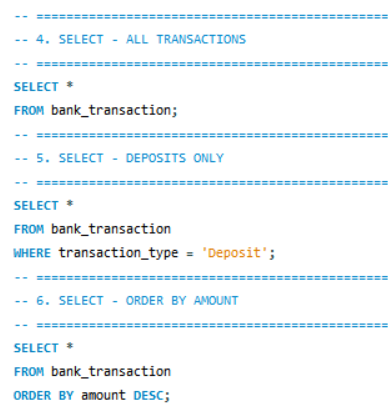 -- ===============================================
-- 4. SELECT - ALL TRANSACTIONS
-- ===============================================
SELECT *
FROM bank_transaction;
-- ===============================================
-- 5. SELECT - DEPOSITS ONLY
-- ===============================================
SELECT *
FROM bank_transaction
WHERE transaction_type = 'Deposit';
-- ===============================================
-- 6. SELECT - ORDER BY AMOUNT
-- ===============================================
SELECT *
FROM bank_transaction
ORDER BY amount DESC;